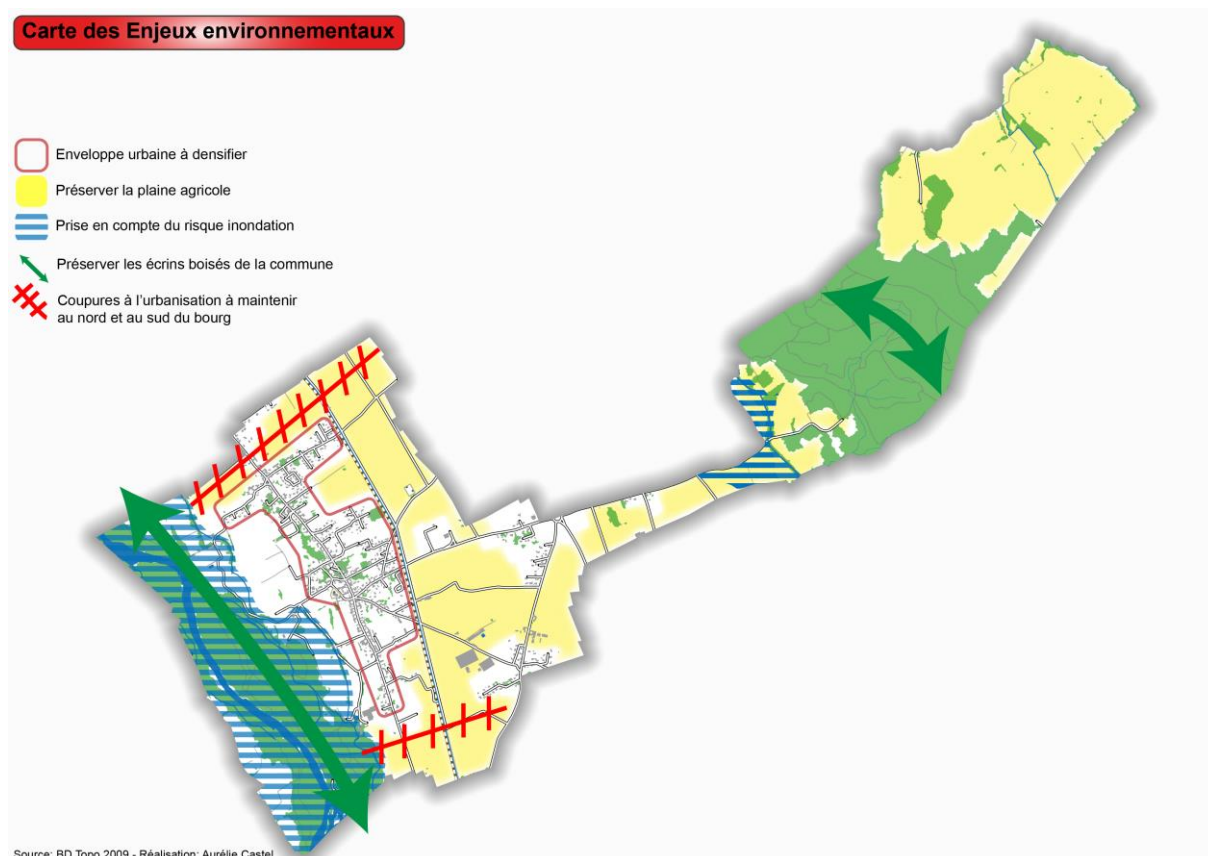 Carte des Enjeux environnementaux
Enveloppe urbaine à densifier
Préserver la plaine agricole
Prise en compte du risque inondation
Préserver les écrins boisés de la commune
Coupures à l'urbanisation à maintenir
au nord et au sud du bourg
Source: BD Topo 2009 - Réalisation: Aurélie Castel